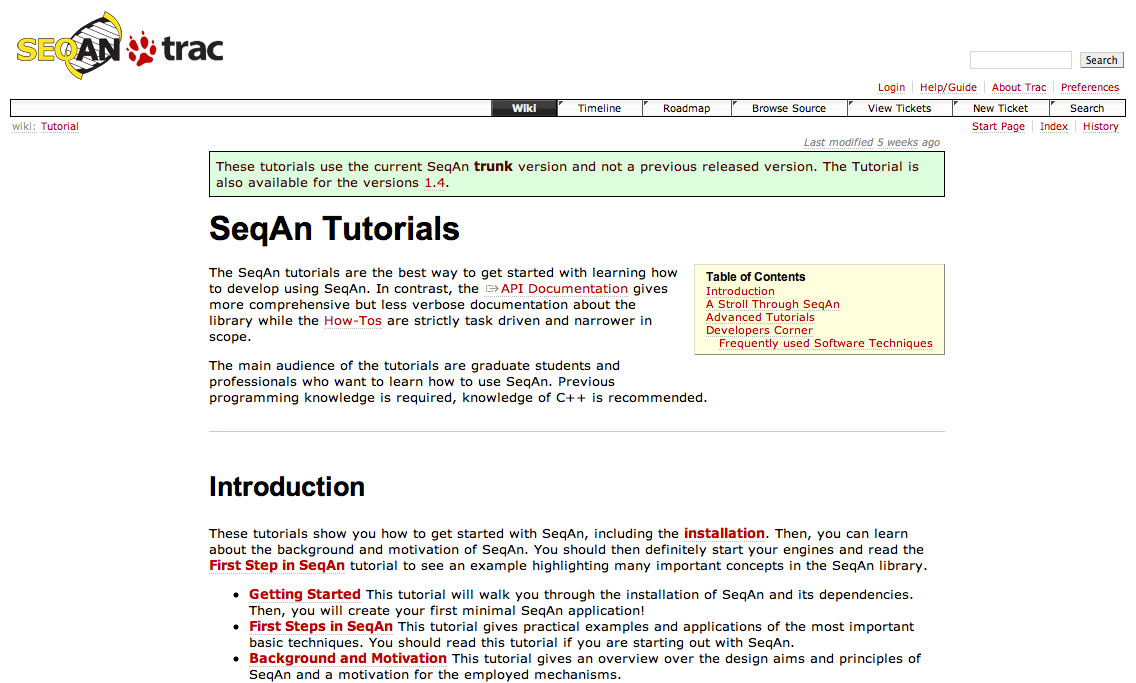 SEQAN trac
Search
Login Help/Guide About Trac Preferences
Wiki Timeline Roadmap Browse Source View Tickets New Ticket Search
wiki: Tutorial
Start Page Index History
Last modified 5 weeks ago
These tutorials use the current SeqAn trunk version and not a previous released version. The Tutorial is
also available for the versions 1.4.
SeqAn Tutorials
The SeqAn tutorials are the best way to get started with learning how
to develop using SeqAn. In contrast, the API Documentation gives
more comprehensive but less verbose documentation about the
library while the How-Tos are strictly task driven and narrower in
scope.
Table of Contents
Introduction
A Stroll Through SeqAn
Advanced Tutorials
Developers Corner
Frequently used Software Techniques
The main audience of the tutorials are graduate students and
professionals who want to learn how to use SeqAn. Previous
programming knowledge is required, knowledge of C++ is recommended.
Introduction
These tutorials show you how to get started with SeqAn, including the installation. Then, you can learn
about the background and motivation of SeqAn. You should then definitely start your engines and read the
First Step in SeqAn tutorial to see an example highlighting many important concepts in the SeqAn library.
• Getting Started This tutorial will walk you through the installation of SeqAn and its dependencies.
Then, you will create your first minimal SeqAn application!
• First Steps in SeqAn This tutorial gives practical examples and applications of the most important
basic techniques. You should read this tutorial if you are starting out with SeqAn.
• Background and Motivation This tutorial gives an overview over the design aims and principles of
SeqAn and a motivation for the employed mechanisms.